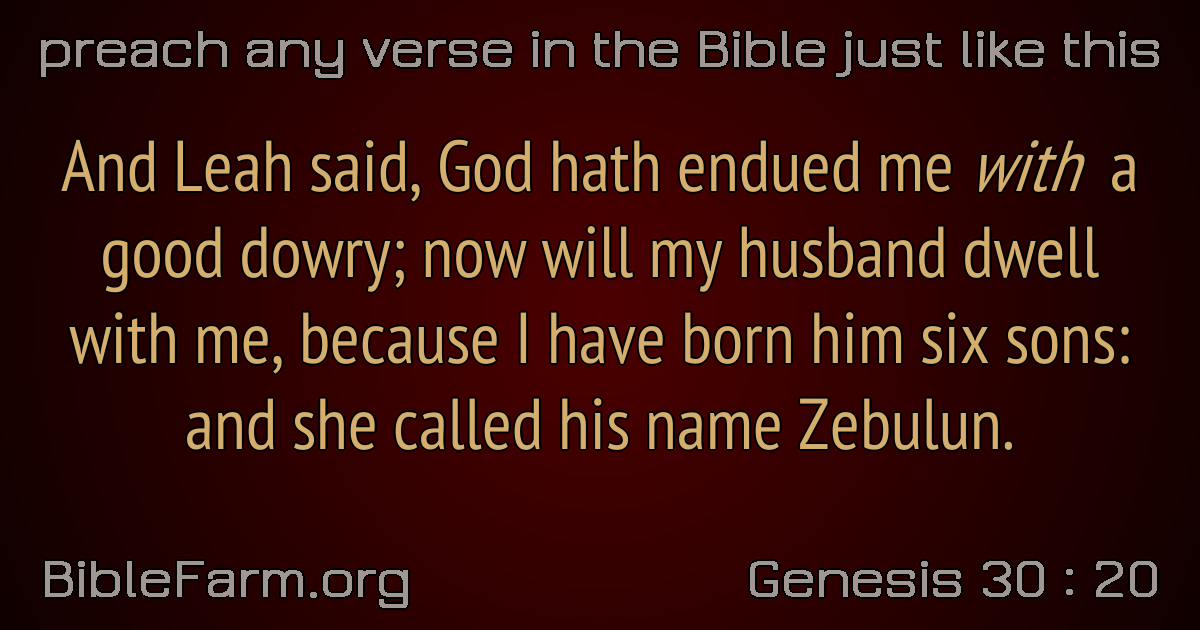 preach any verse in the Bible just like this
And Leah said, God hath endued me with a
good dowry; now will my husband dwell
with me, because I have born him six sons:
and she called his name Zebulun.
BibleFarm.org
Genesis 30 : 20